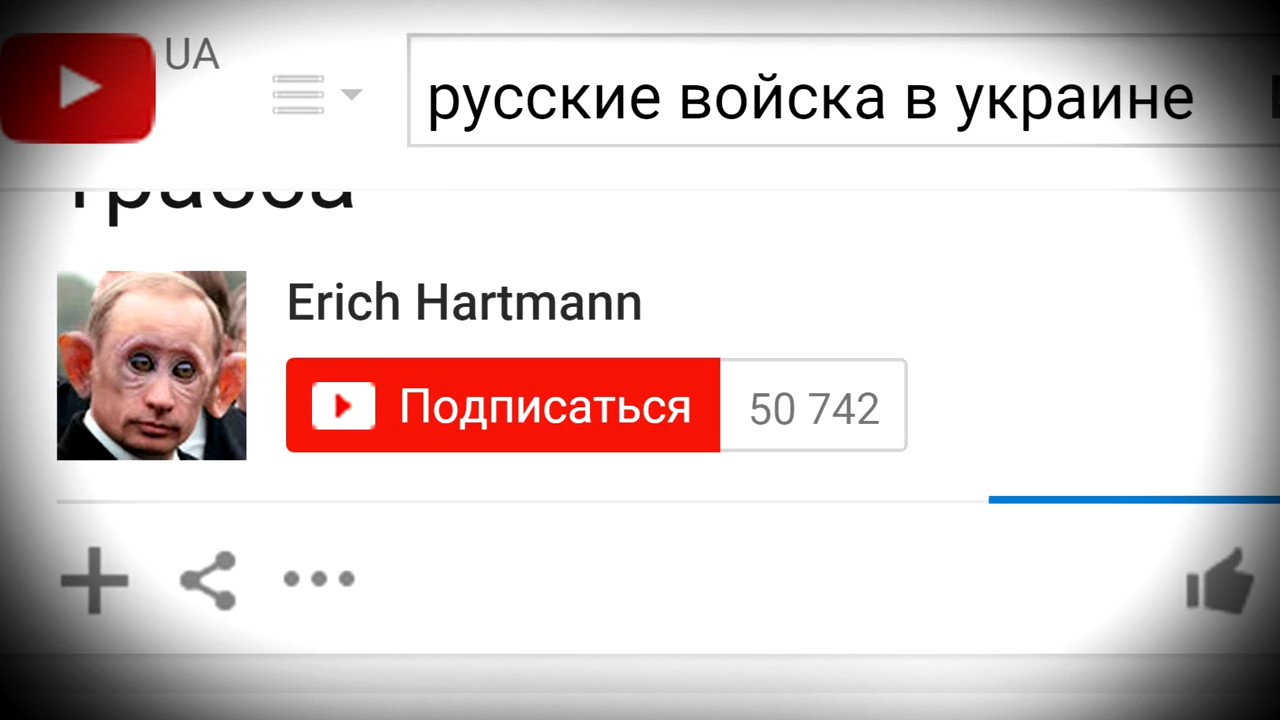 UA
русские войска в украине
Erich Hartmann
Подписаться
50 742